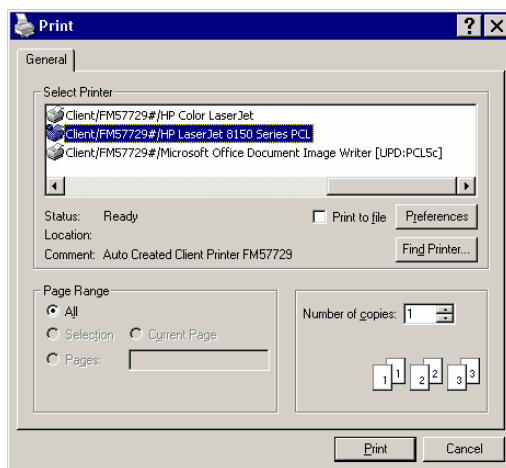 Print
General
Select Printer
Client/FM57729#/HP Color LaserJet
Client/FM57729#/HP LaserJet 8150 Series PCL
Client/FM57729#/Microsoft Office Document Image Writer [UPD:PCL5c]
Status: Ready
Print to file
Preferences
Location:
Comment: Auto Created Client Printer FM57729
Find Printer...
Page Range
All
Selection
Current Page
Pages:
Number of copies: 1
1 1 2 2 3 3
Print
Cancel